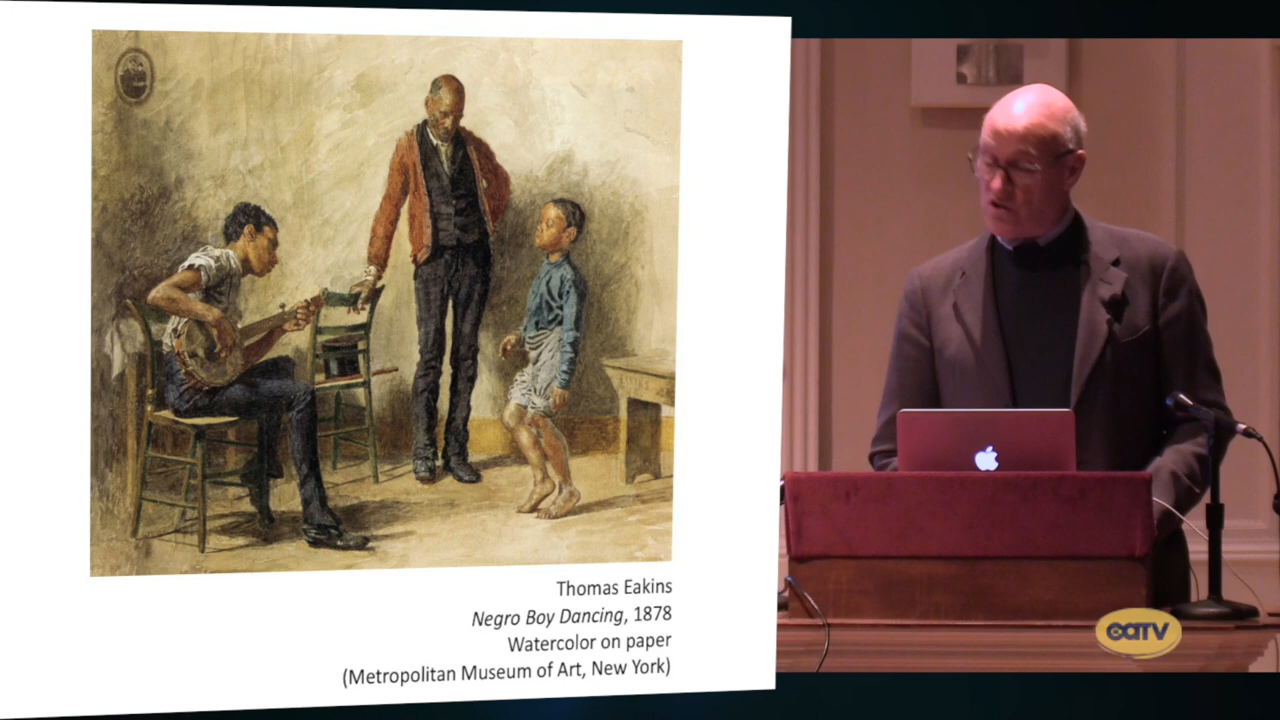 Thomas Eakins
Negro Boy Dancing, 1878
Watercolor on paper
(Metropolitan Museum of Art, New York)
CATV